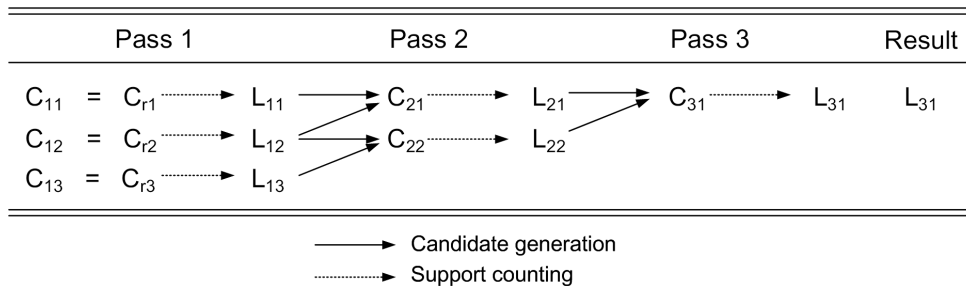 Pass 1 Pass 2 Pass 3 Result
C11 = Cr1 L11 C21 L21 C31 L31 L31
C12 = Cr2 L12 C22 L22
C13 = Cr3 L13
Candidate generation
Support counting